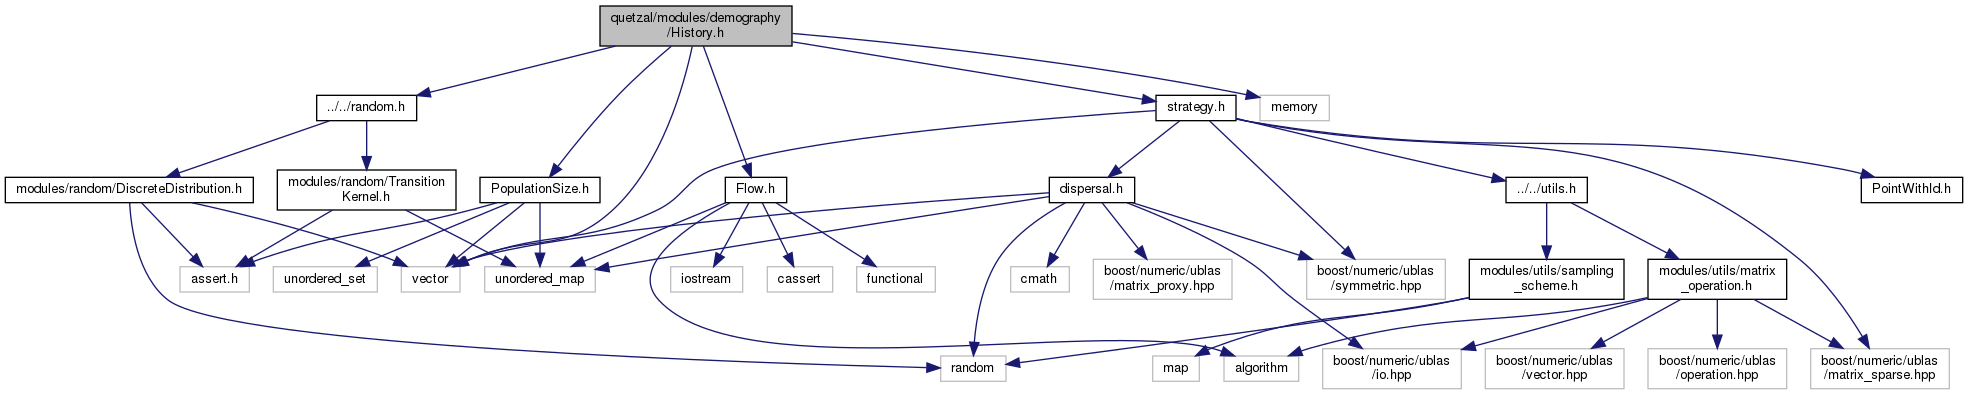 quetzal/modules/demography
/History.h
../../random.h
strategy.h
memory
modules/random/DiscreteDistribution.h
modules/random/Transition
Kernel.h
PopulationSize.h
Flow.h
dispersal.h
../../utils.h
PointWithId.h
assert.h
unordered_set
vector
unordered_map
iostream
cassert
functional
cmath
boost/numeric/ublas
/matrix_proxy.hpp
boost/numeric/ublas
/symmetric.hpp
modules/utils/sampling
_scheme.h
modules/utils/matrix
_operation.h
random
map
algorithm
boost/numeric/ublas
/io.hpp
boost/numeric/ublas
/vector.hpp
boost/numeric/ublas
/operation.hpp
boost/numeric/ublas
/matrix_sparse.hpp